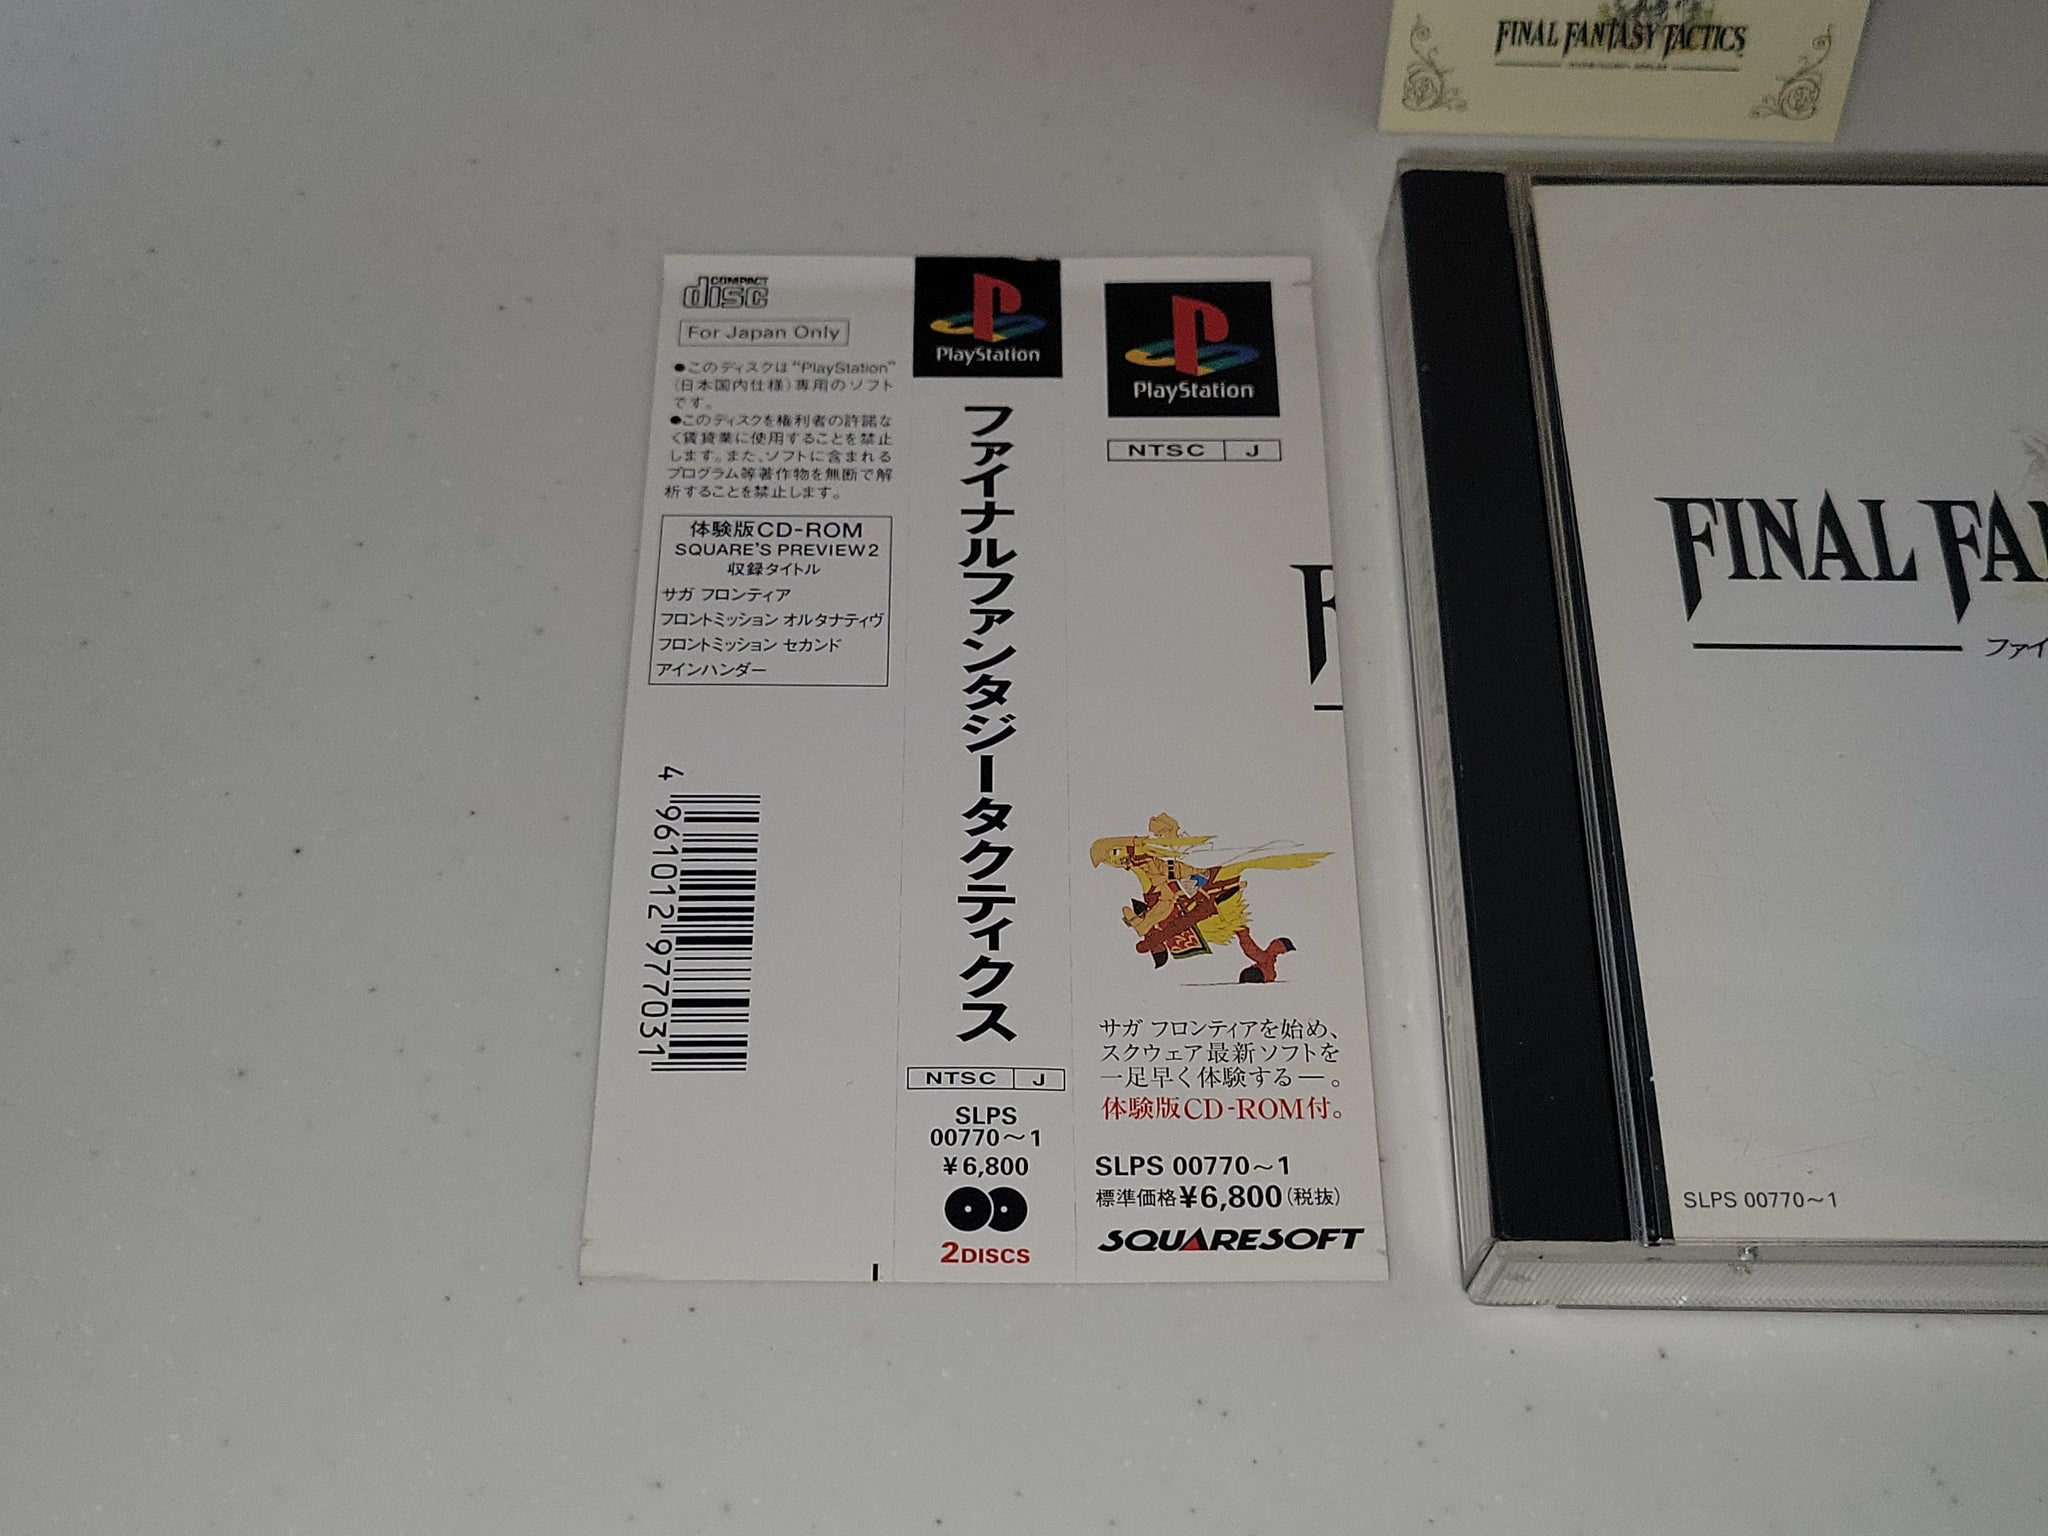 FINAL FANTASY TACTICS
COMPACT
disc
For Japan Only
●このディスクは"PlayStation"
(日本国内仕様)専用のソフト
です。
●このディスクを権利者の許諾な
く賃貸業に使用することを禁止
します。また、ソフトに含まれる
プログラム等著作物を無断で解
析することを禁止します。
体験版CD-ROM
SQUARE'S PREVIEW2
収録タイトル
サガ フロンティア
フロントミッション オルタナティヴ
フロントミッション セカンド
アインハンダー
4 961012 977031
PlayStation
ファイナルファンタジータクティクス
NTSC J
SLPS
00770～1
¥6,800
2DISCS
PlayStation
NTSC J
F
サガ フロンティアを始め、
スクウェア最新ソフトを
一足早く体験する―。
体験版CD-ROM付。
SLPS 00770～1
標準価格¥6,800(税抜)
SQUARESOFT
FINAL FAN
ファイ
SLPS 00770～1